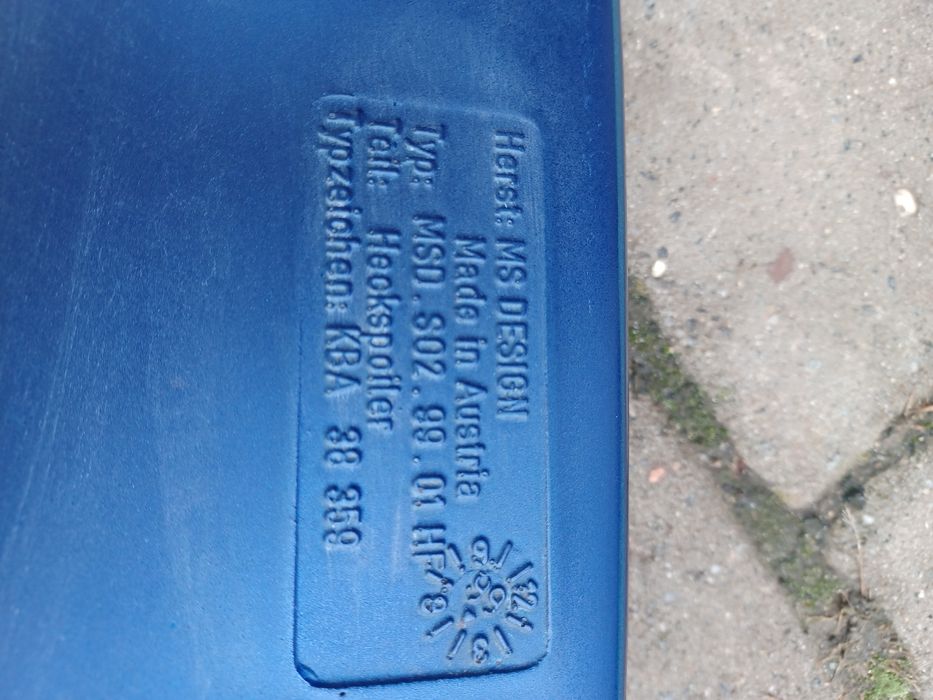 Herst: MS DESIGN
Made in Austria
Typ: MSD. S02. 99. 01 HF
Teil: Heckspoiler
Typzeichen: KBA 38 359